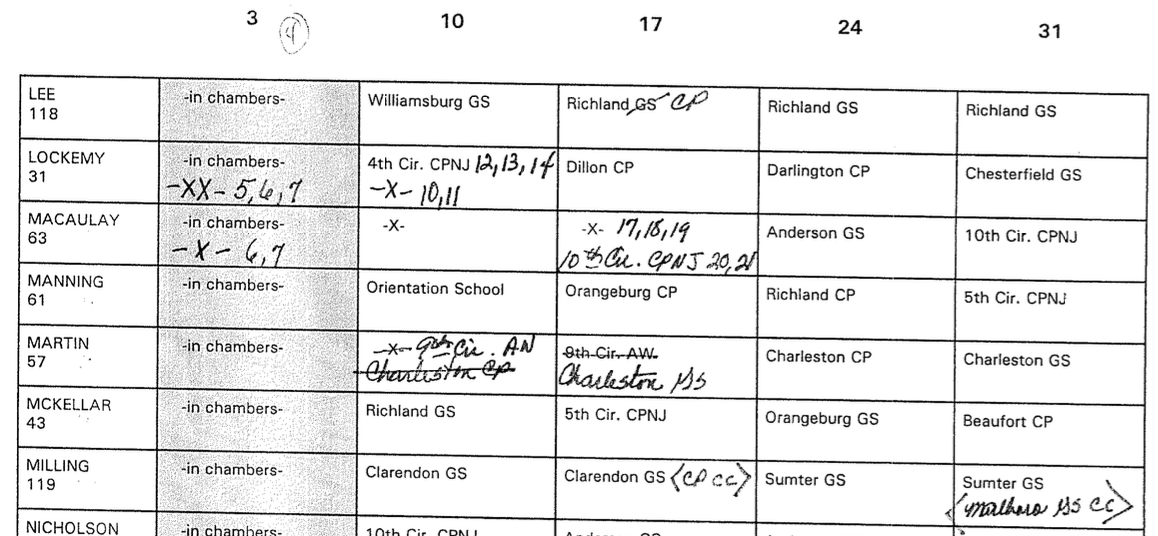 3 4 10 17 24 31
LEE -in chambers- Williamsburg GS Richland GS CP Richland GS Richland GS
118
LOCKEMY -in chambers- 4th Cir. CPNJ 12,13,14 Dillon CP Darlington CP Chesterfield GS
31 -XX- 5,6,7 -X- 10,11
MACAULAY -in chambers- -X- -X- 17,18,19 Anderson GS 10th Cir. CPNJ
63 -X- 6,7 10th Cir. CPNJ 20,21
MANNING -in chambers- Orientation School Orangeburg CP Richland CP 5th Cir. CPNJ
61
MARTIN -in chambers- -X- 9th Cir. AN 9th Cir. AW Charleston CP Charleston GS
57 Charleston CP Charleston GS
MCKELLAR -in chambers- Richland GS 5th Cir. CPNJ Orangeburg GS Beaufort CP
43
MILLING -in chambers- Clarendon GS Clarendon GS <CP CC> Sumter GS Sumter GS
119 <Marlboro GS CC>
NICHOLSON -in chambers- 10th Cir. CPNJ